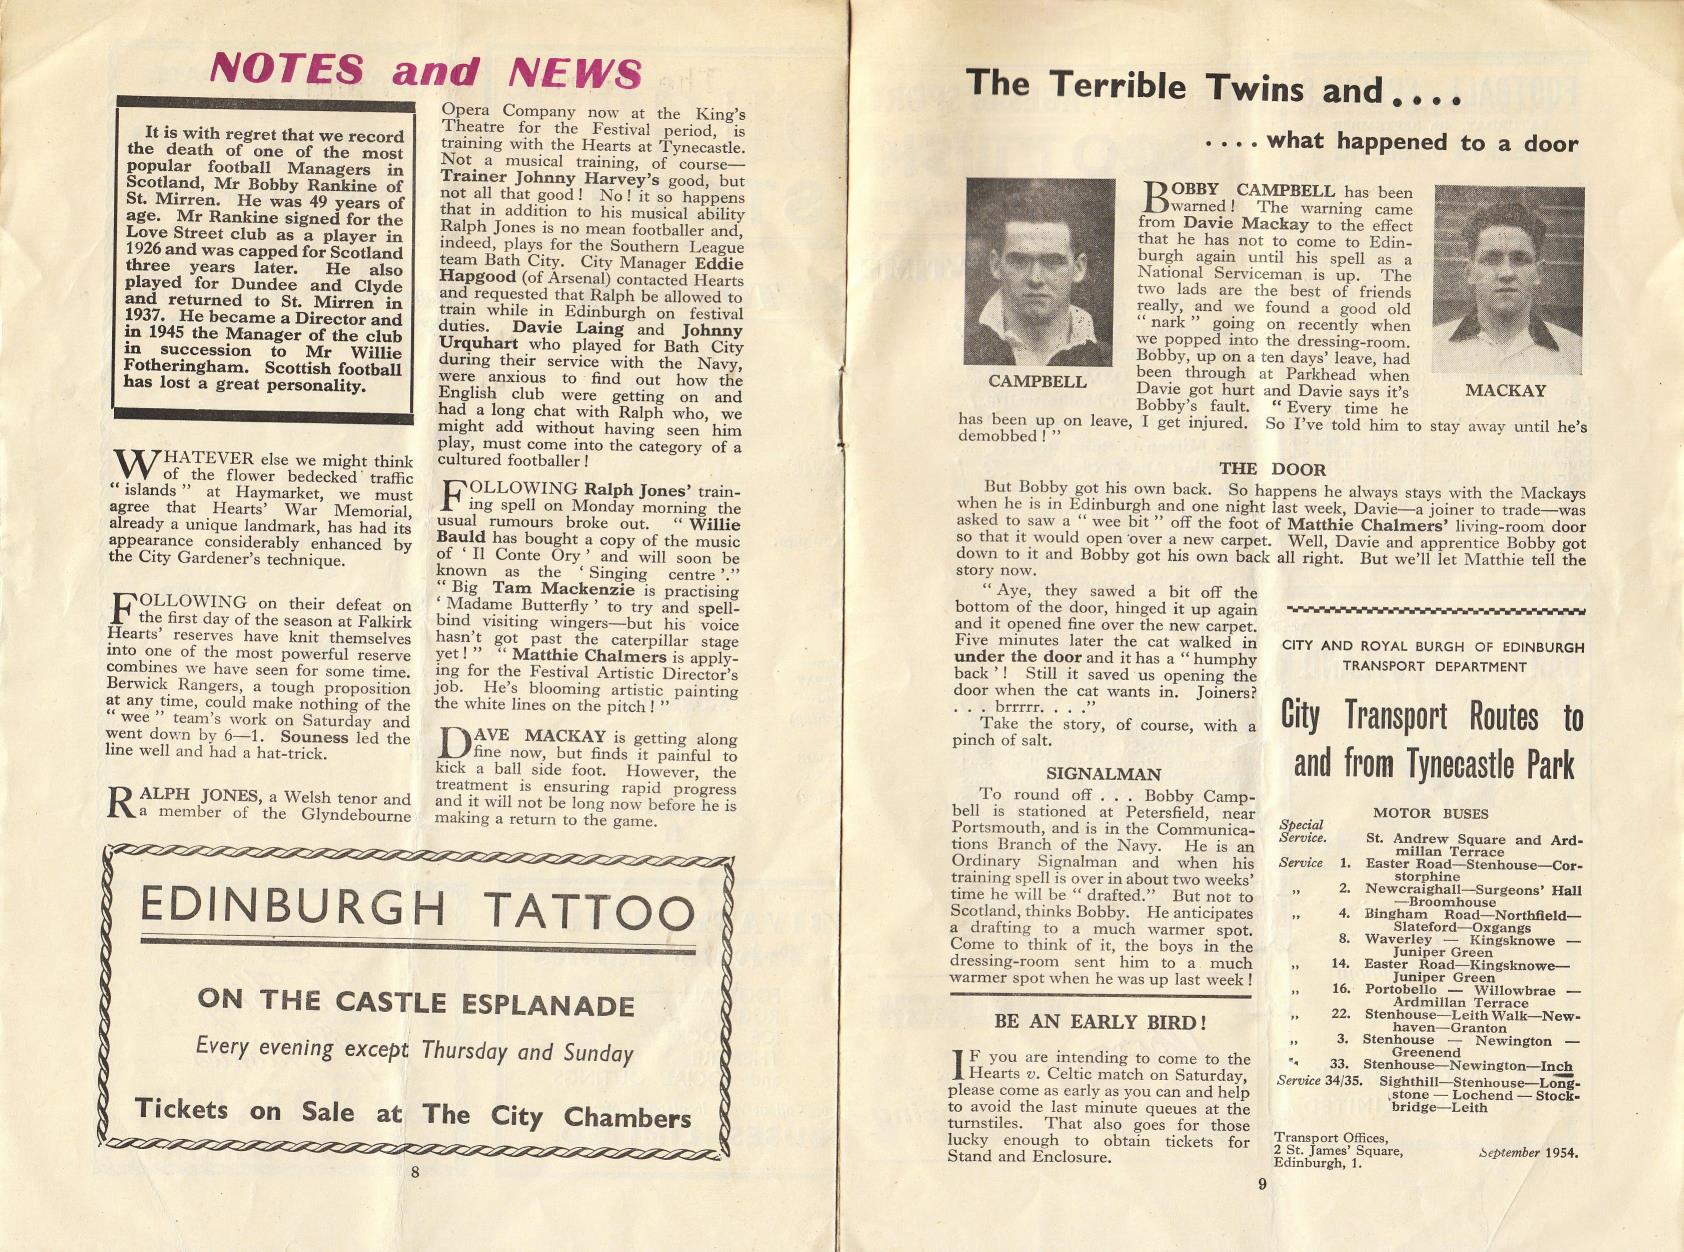 NOTES and NEWS
It is with regret that we record
the death of one of the most
popular football Managers in
Scotland, Mr Bobby Rankine of
St. Mirren. He was 49 years of
age. Mr Rankine signed for the
Love Street club as a player in
1926 and was capped for Scotland
three years later. He also
played for Dundee and Clyde
and returned to St. Mirren in
1937. He became a Director and
in 1945 the Manager of the club
in succession to Mr Willie
Fotheringham. Scottish football
has lost a great personality.
WHATEVER else we might think
of the flower bedecked traffic
" islands " at Haymarket, we must
agree that Hearts' War Memorial,
already a unique landmark, has had its
appearance considerably enhanced by
the City Gardener's technique.
FOLLOWING on their defeat on
the first day of the season at Falkirk
Hearts' reserves have knit themselves
into one of the most powerful reserve
combines we have seen for some time.
Berwick Rangers, a tough proposition
at any time, could make nothing of the
" wee " team's work on Saturday and
went down by 6—1. Souness led the
line well and had a hat-trick.
RALPH JONES, a Welsh tenor and
a member of the Glyndebourne
Opera Company now at the King's
Theatre for the Festival period, is
training with the Hearts at Tynecastle.
Not a musical training, of course—
Trainer Johnny Harvey's good, but
not all that good ! No ! it so happens
that in addition to his musical ability
Ralph Jones is no mean footballer and,
indeed, plays for the Southern League
team Bath City. City Manager Eddie
Hapgood (of Arsenal) contacted Hearts
and requested that Ralph be allowed to
train while in Edinburgh on festival
duties. Davie Laing and Johnny
Urquhart who played for Bath City
during their service with the Navy,
were anxious to find out how the
English club were getting on and
had a long chat with Ralph who, we
might add without having seen him
play, must come into the category of a
cultured footballer !
FOLLOWING Ralph Jones' train-
ing spell on Monday morning the
usual rumours broke out. " Willie
Bauld has bought a copy of the music
of ' Il Conte Ory ' and will soon be
known as the ' Singing centre '."
" Big Tam Mackenzie is practising
' Madame Butterfly ' to try and spell-
bind visiting wingers—but his voice
hasn't got past the caterpillar stage
yet ! " " Matthie Chalmers is apply-
ing for the Festival Artistic Director's
job. He's blooming artistic painting
the white lines on the pitch ! "
DAVE MACKAY is getting along
fine now, but finds it painful to
kick a ball side foot. However, the
treatment is ensuring rapid progress
and it will not be long now before he is
making a return to the game.
EDINBURGH TATTOO
ON THE CASTLE ESPLANADE
Every evening except Thursday and Sunday
Tickets on Sale at The City Chambers
8
The Terrible Twins and . . . .
. . . . what happened to a door
CAMPBELL
BOBBY CAMPBELL has been
warned ! The warning came
from Davie Mackay to the effect
that he has not to come to Edin-
burgh again until his spell as a
National Serviceman is up. The
two lads are the best of friends
really, and we found a good old
" nark " going on recently when
we popped into the dressing-room.
Bobby, up on a ten days' leave, had
been through at Parkhead when
Davie got hurt and Davie says it's
Bobby's fault. " Every time he
has been up on leave, I get injured. So I've told him to stay away until he's
demobbed ! "
MACKAY
THE DOOR
But Bobby got his own back. So happens he always stays with the Mackays
when he is in Edinburgh and one night last week, Davie—a joiner to trade—was
asked to saw a " wee bit " off the foot of Matthie Chalmers' living-room door
so that it would open over a new carpet. Well, Davie and apprentice Bobby got
down to it and Bobby got his own back all right. But we'll let Matthie tell the
story now.
" Aye, they sawed a bit off the
bottom of the door, hinged it up again
and it opened fine over the new carpet.
Five minutes later the cat walked in
under the door and it has a " humphy
back ' ! Still it saved us opening the
door when the cat wants in. Joiners?
. . . brrrrr. . . ."
Take the story, of course, with a
pinch of salt.
SIGNALMAN
To round off . . . Bobby Camp-
bell is stationed at Petersfield, near
Portsmouth, and is in the Communica-
tions Branch of the Navy. He is an
Ordinary Signalman and when his
training spell is over in about two weeks'
time he will be " drafted." But not to
Scotland, thinks Bobby. He anticipates
a drafting to a much warmer spot.
Come to think of it, the boys in the
dressing-room sent him to a much
warmer spot when he was up last week !
BE AN EARLY BIRD !
IF you are intending to come to the
Hearts v. Celtic match on Saturday,
please come as early as you can and help
to avoid the last minute queues at the
turnstiles. That also goes for those
lucky enough to obtain tickets for
Stand and Enclosure.
CITY AND ROYAL BURGH OF EDINBURGH
TRANSPORT DEPARTMENT
City Transport Routes to
and from Tynecastle Park
MOTOR BUSES
Special
Service. St. Andrew Square and Ard-
millan Terrace
Service 1. Easter Road—Stenhouse—Cor-
storphine
„ 2. Newcraighall—Surgeons' Hall
—Broomhouse
„ 4. Bingham Road—Northfield—
Slateford—Oxgangs
8. Waverley — Kingsknowe —
Juniper Green
„ 14. Easter Road—Kingsknowe—
Juniper Green
„ 16. Portobello — Willowbrae —
Ardmillan Terrace
„ 22. Stenhouse—Leith Walk—New-
haven—Granton
„ 3. Stenhouse — Newington —
Greenend
„ 33. Stenhouse—Newington—Inch
Service 34/35. Sighthill—Stenhouse—Long-
stone — Lochend — Stock-
bridge—Leith
Transport Offices,
2 St. James' Square,
Edinburgh, 1.
September 1954.
9